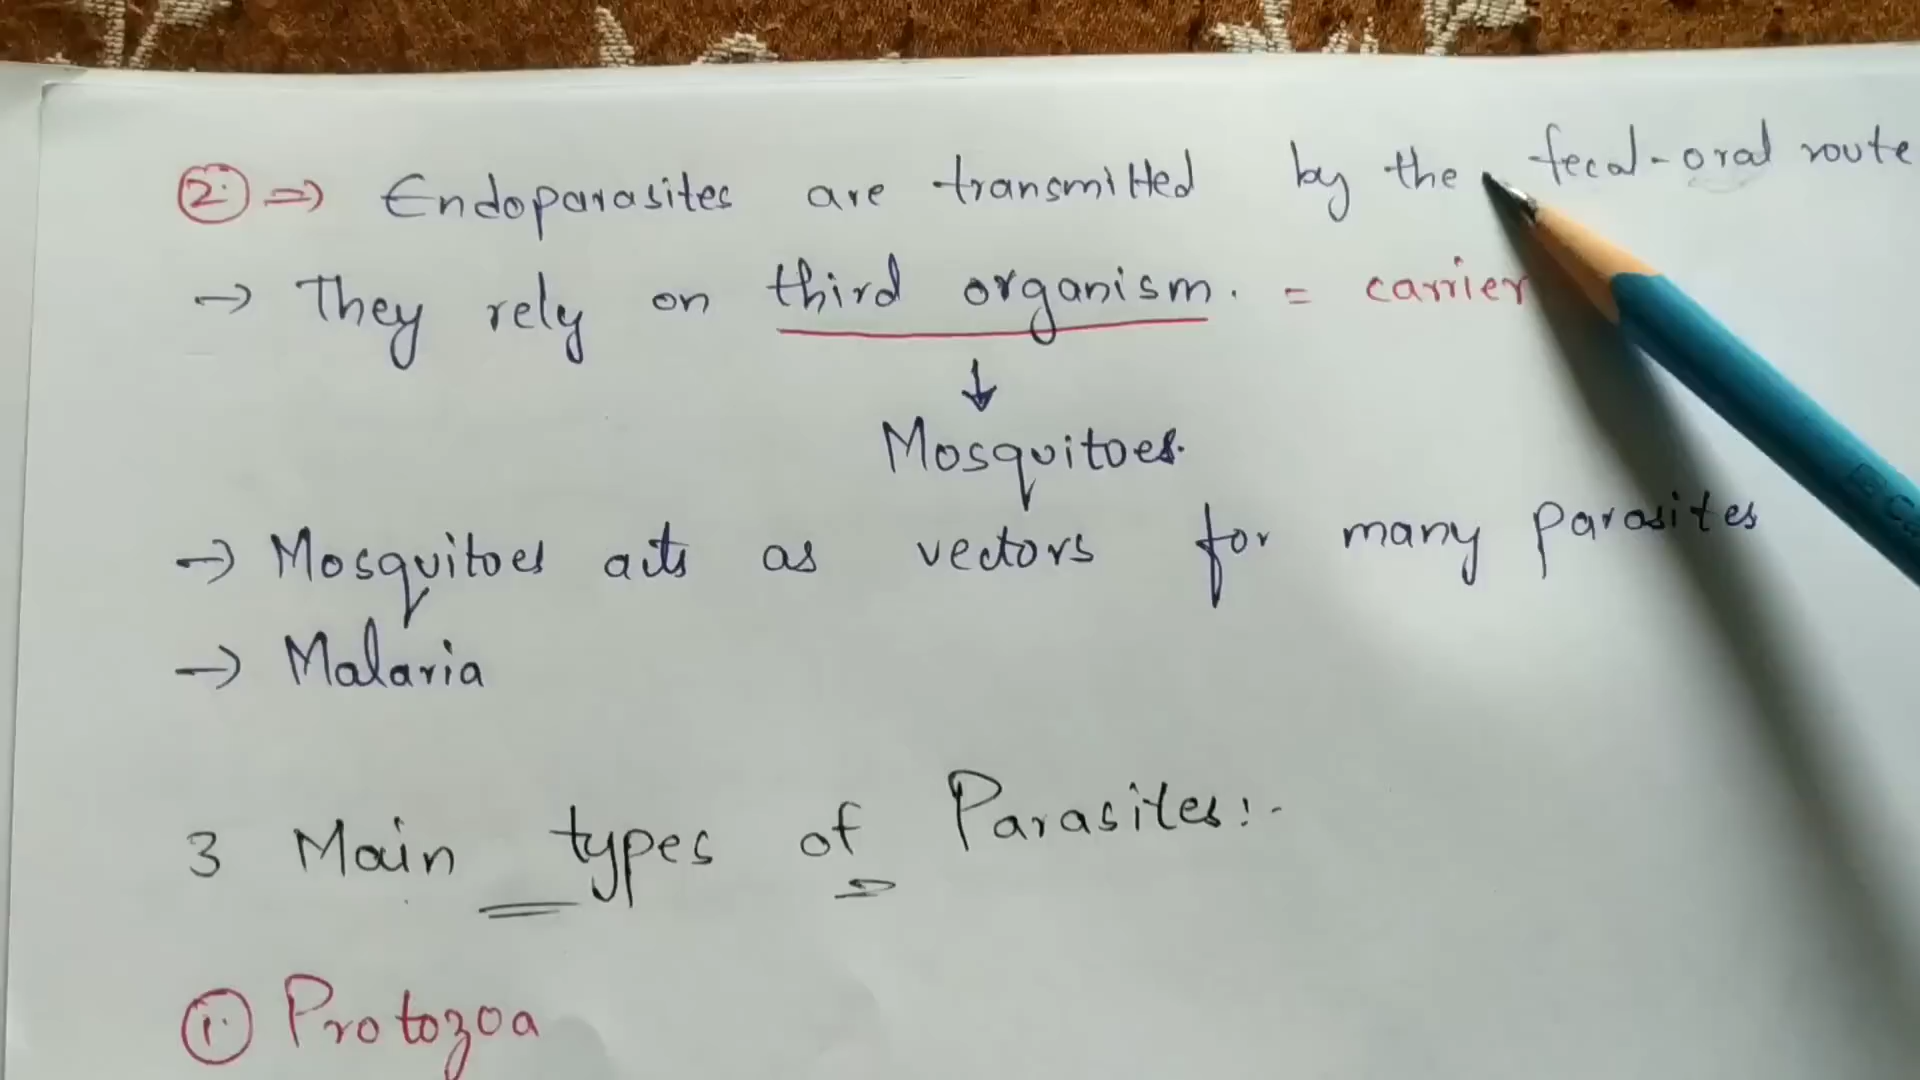 2. => Endoparasites are transmitted by the fecal-oral route
-> They rely on third organism. = carrier
↓
Mosquitoes.
-> Mosquitoes acts as vectors for many parasites
-> Malaria
3 Main types of Parasites:-
1. Protozoa